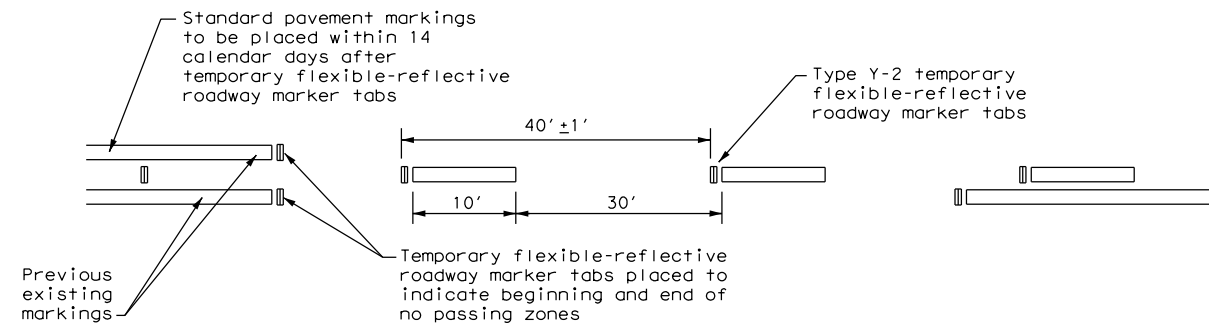 Standard pavement markings
to be placed within 14
calendar days after
temporary flexible-reflective
roadway marker tabs
Type Y-2 temporary
flexible-reflective
roadway marker tabs
40' ±1'
10'
30'
Previous
existing
markings
Temporary flexible-reflective
roadway marker tabs placed to
indicate beginning and end of
no passing zones